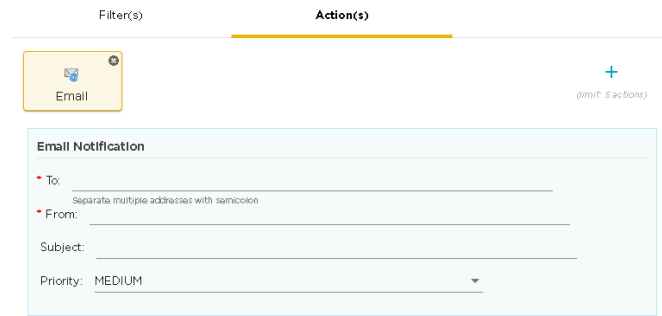 Filter(s) Action(s)
Email
(limit: 5 actions)
Email Notification
* To:
Separate multiple addresses with semicolon
* From:
Subject:
Priority: MEDIUM